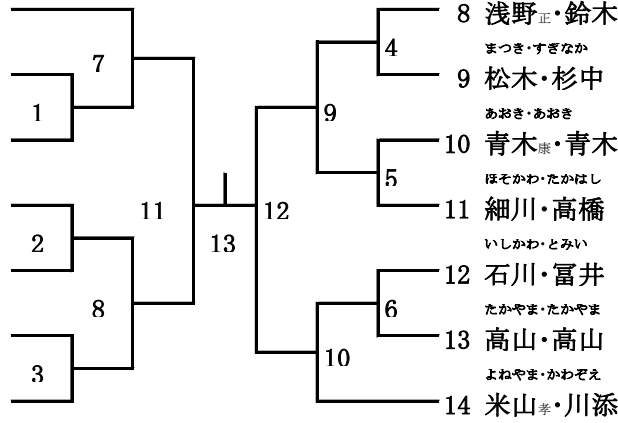 8 浅野正・鈴木
7
4
まつき・すぎなか
9 松木・杉中
1
9
あおき・あおき
10 青木康・青木
5
ほそかわ・たかはし
11
12
11 細川・高橋
2
13
いしかわ・とみい
12 石川・冨井
8
6
たかやま・たかやま
13 高山・高山
10
3
よねやま・かわぞえ
14 米山孝・川添